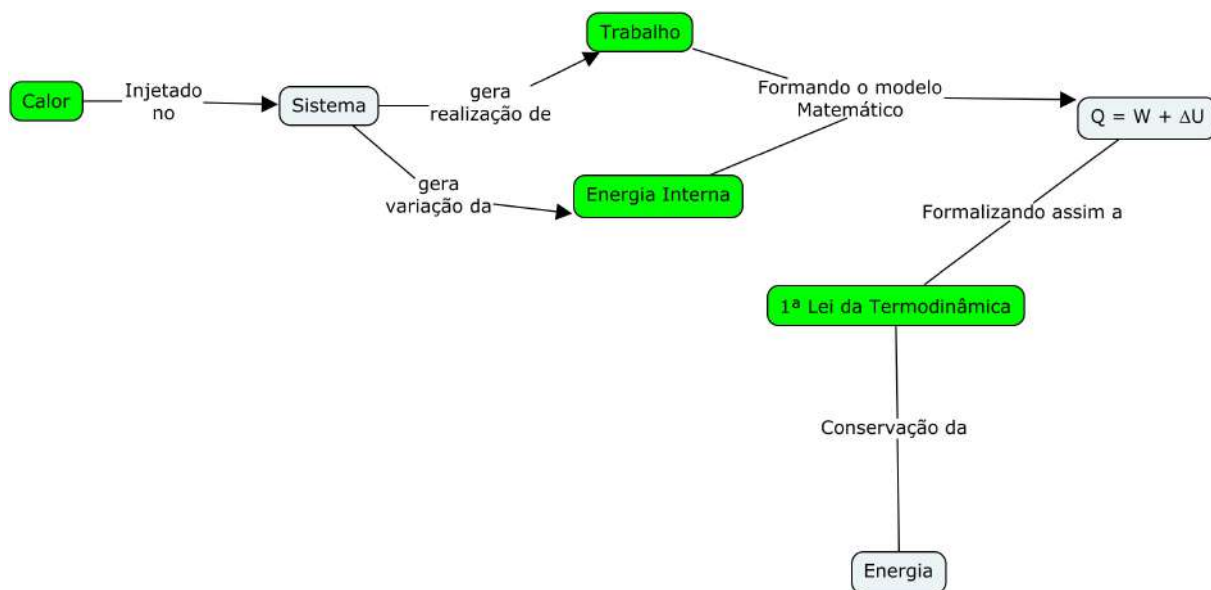 Trabalho
Calor
Injetado
no
Sistema
gera
realização de
Formando o modelo
Matemático
Q = W + ΔU
gera
variação da
Energia Interna
Formalizando assim a
1ª Lei da Termodinâmica
Conservação da
Energia